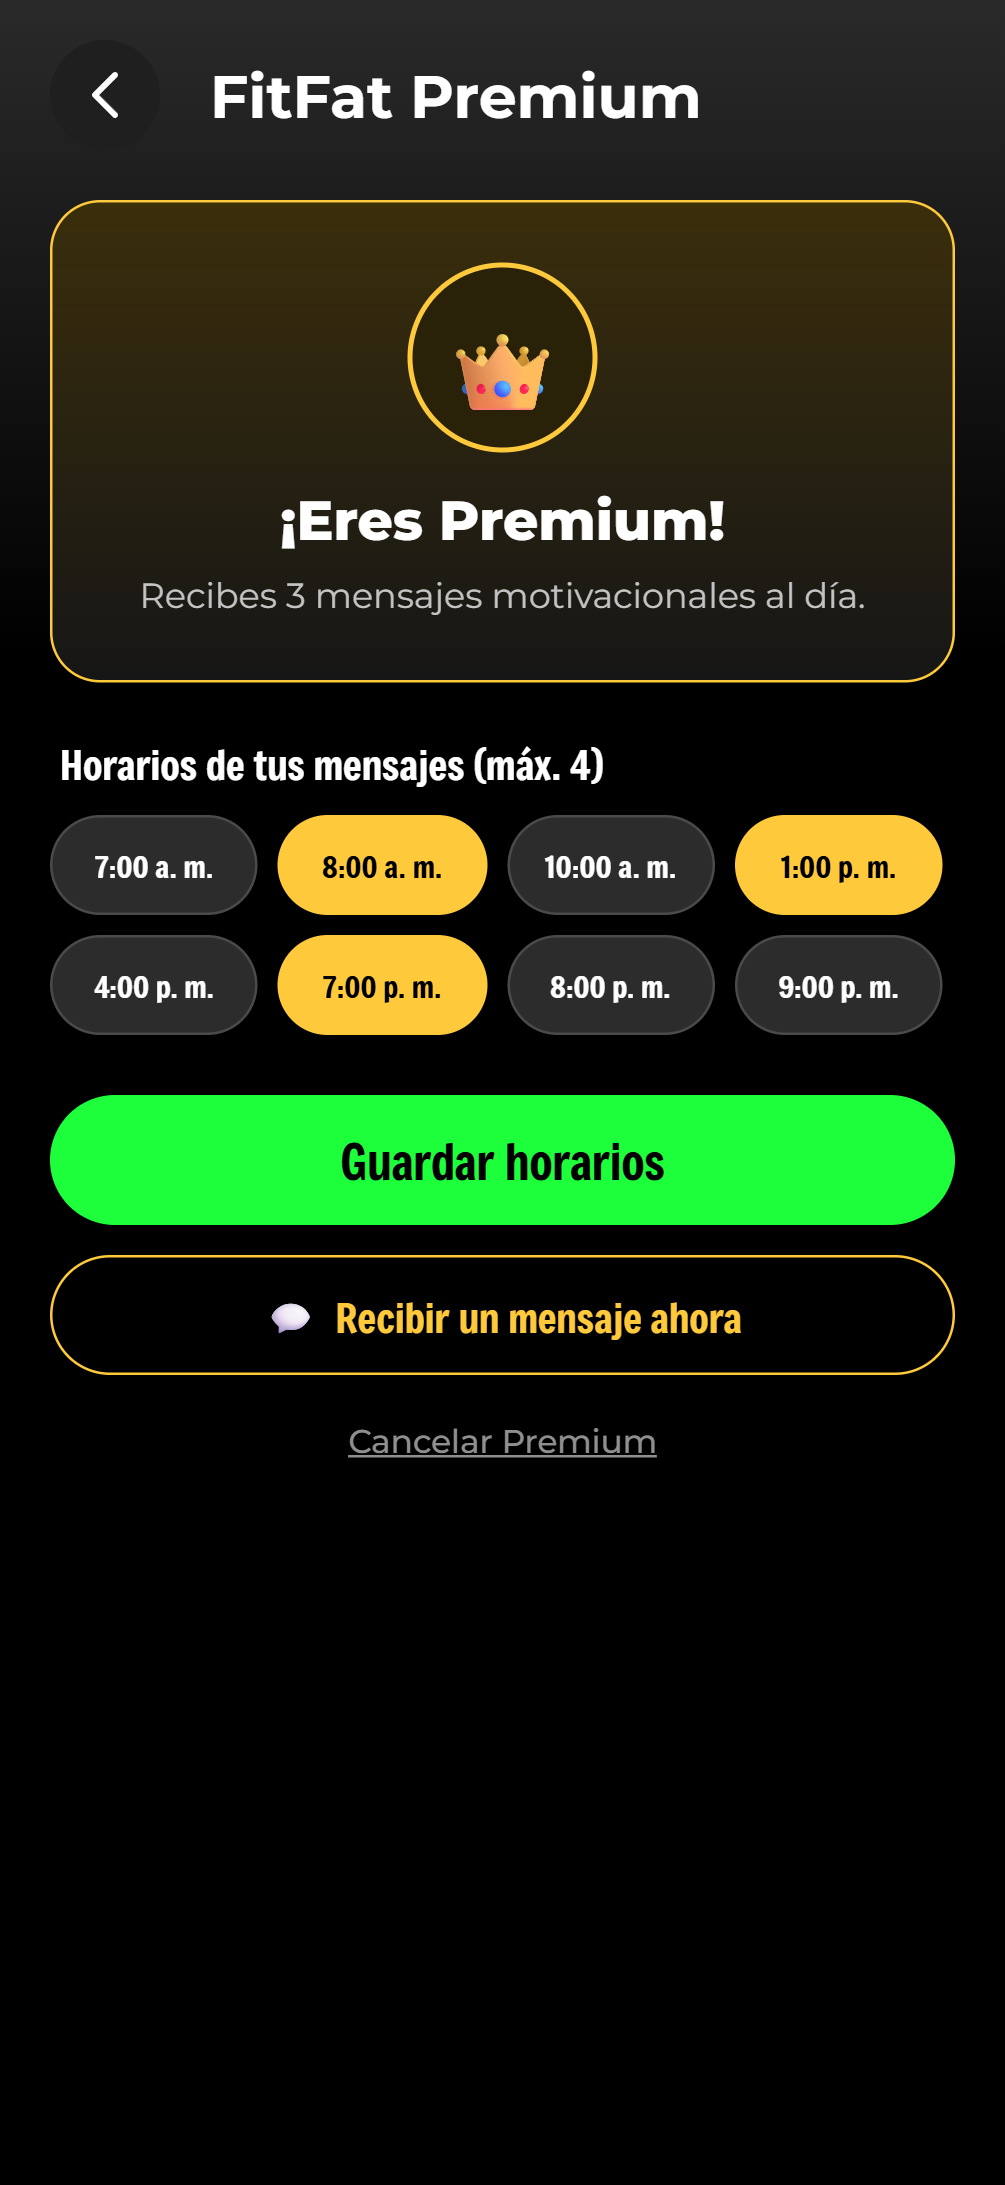 FitFat Premium
¡Eres Premium!
Recibes 3 mensajes motivacionales al día.
Horarios de tus mensajes (máx. 4)
7:00 a. m. 8:00 a. m. 10:00 a. m. 1:00 p. m.
4:00 p. m. 7:00 p. m. 8:00 p. m. 9:00 p. m.
Guardar horarios
Recibir un mensaje ahora
Cancelar Premium